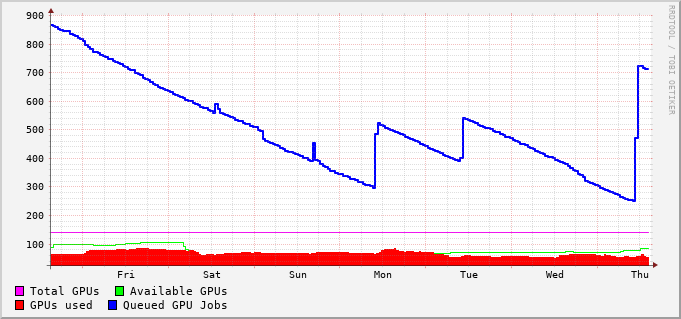 RRDTOOL / TOBI OETIKER
900
800
700
600
500
400
300
200
100
Fri Sat Sun Mon Tue Wed Thu
Total GPUs Available GPUs
GPUs used Queued GPU Jobs